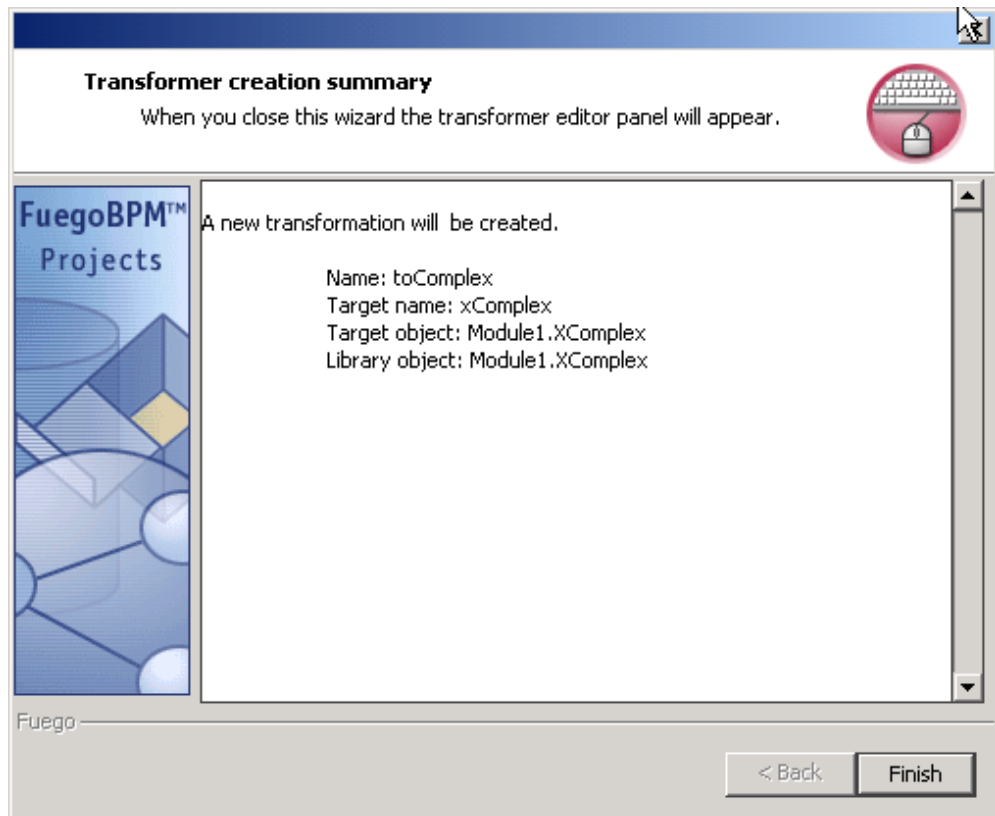 Transformer creation summary
When you close this wizard the transformer editor panel will appear.
FuegoBPM™
Projects
A new transformation will be created.
Name: toComplex
Target name: xComplex
Target object: Module1.XComplex
Library object: Module1.XComplex
Fuego
< Back
Finish